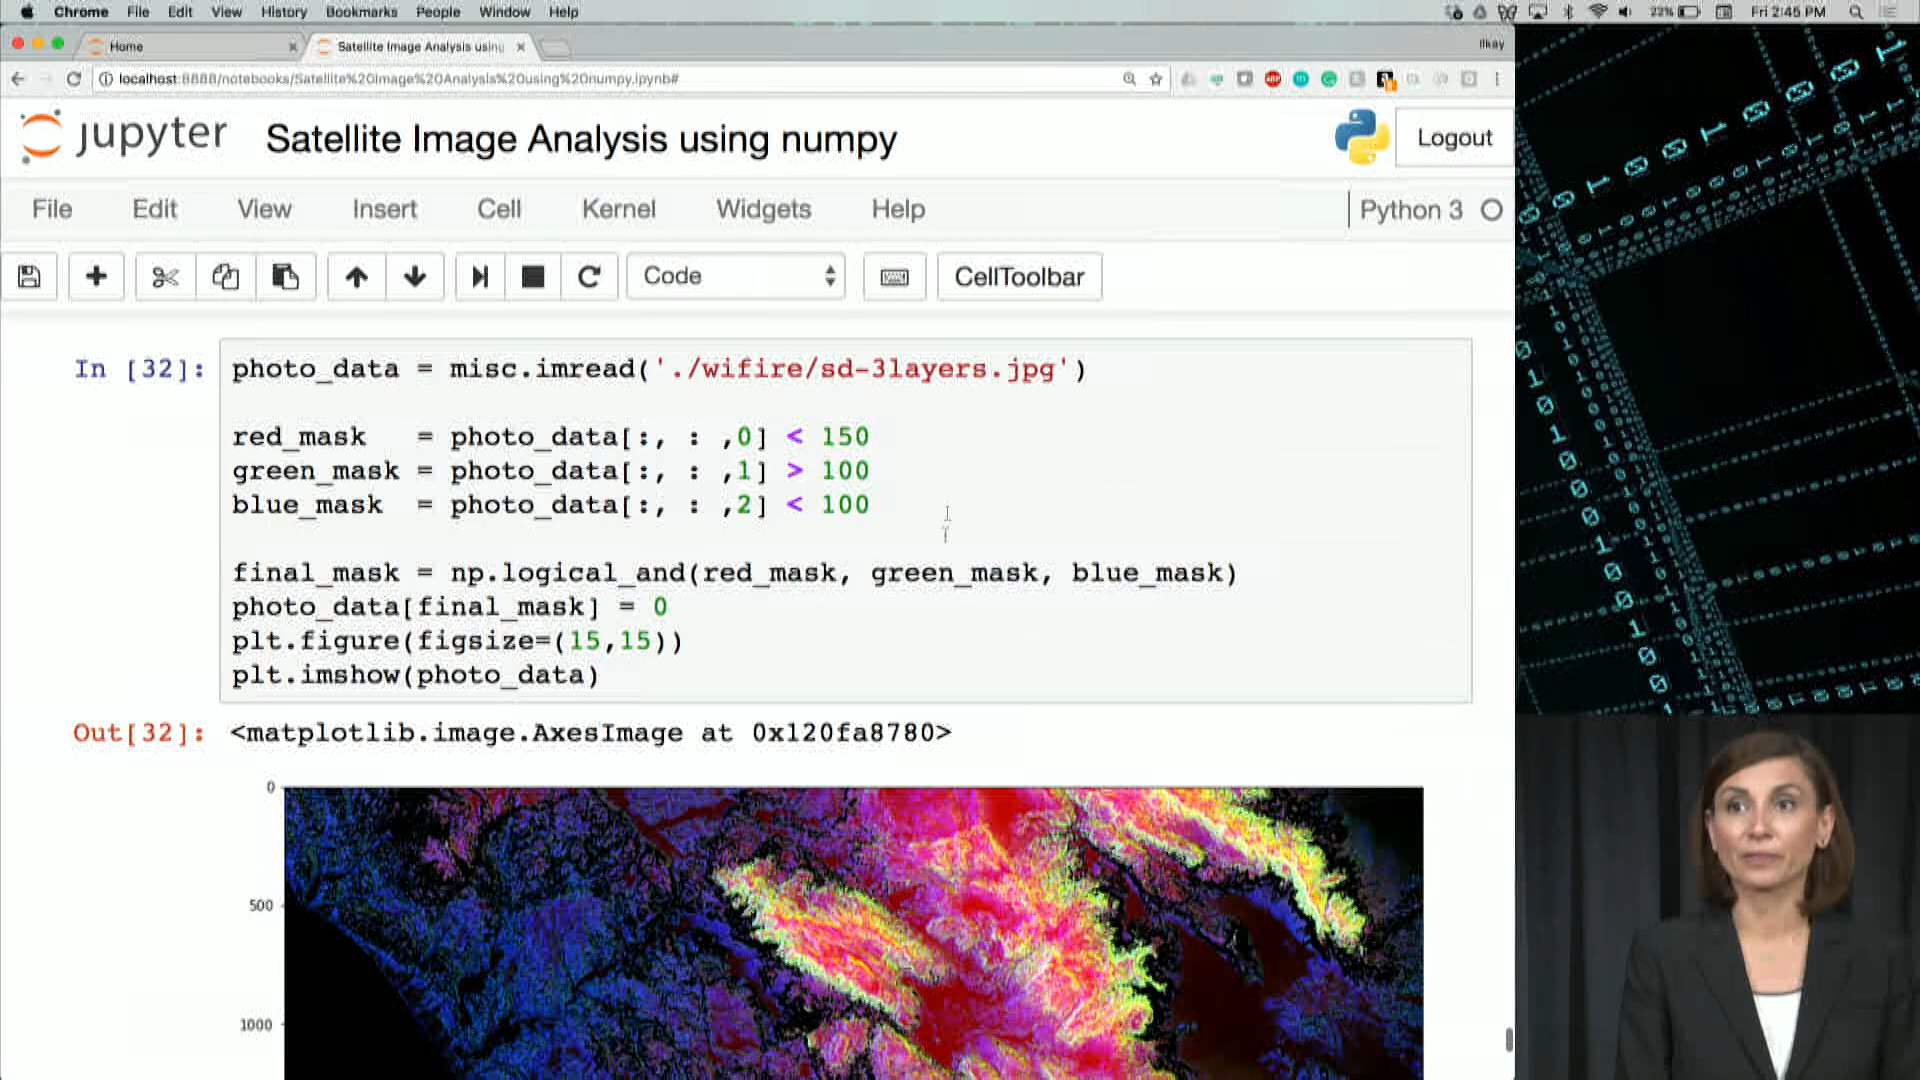 Chrome File Edit View History Bookmarks People Window Help
22% Fri 2:45 PM
Home
Satellite Image Analysis using
Ilkay
localhost:8888/notebooks/Satellite%20Image%20Analysis%20using%20numpy.ipynb#
ABP
jupyter Satellite Image Analysis using numpy
Logout
File Edit View Insert Cell Kernel Widgets Help
Python 3
Code
CellToolbar
In [32]: photo_data = misc.imread('./wifire/sd-3layers.jpg')
red_mask = photo_data[:, : ,0] < 150
green_mask = photo_data[:, : ,1] > 100
blue_mask = photo_data[:, : ,2] < 100
final_mask = np.logical_and(red_mask, green_mask, blue_mask)
photo_data[final_mask] = 0
plt.figure(figsize=(15,15))
plt.imshow(photo_data)
Out[32]: <matplotlib.image.AxesImage at 0x120fa8780>
0
500
1000